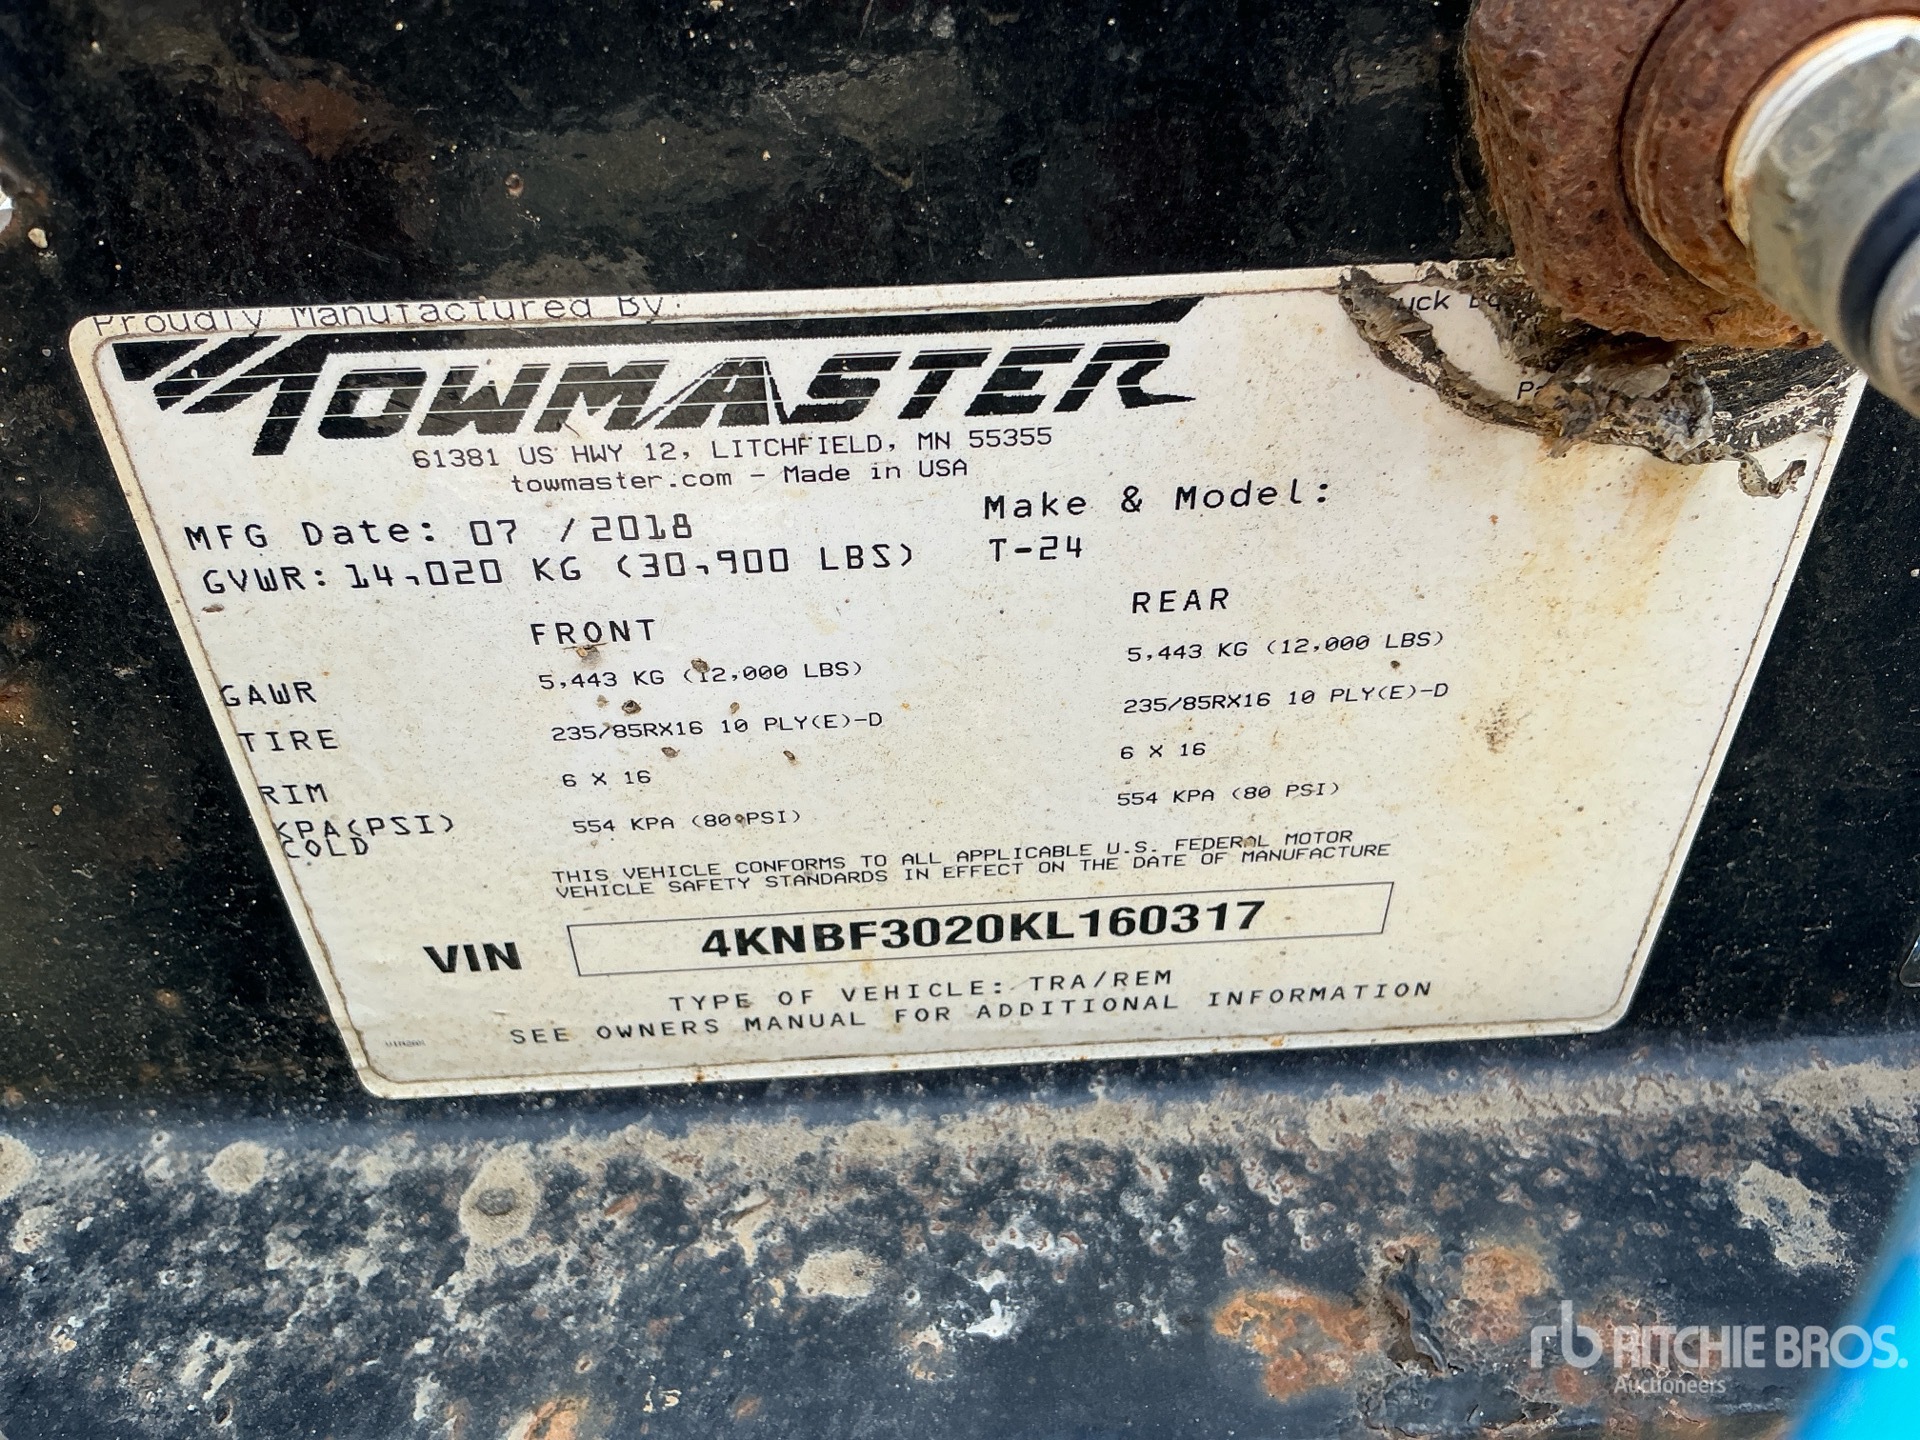 Proudly Manufactured By:
TOWMASTER
61381 US HWY 12, LITCHFIELD, MN 55355
towmaster.com - Made in USA
MFG Date: 07 /2018
Make & Model:
GVWR: 14,020 KG (30,900 LBS)
T-24
FRONT REAR
GAWR 5,443 KG (12,000 LBS) 5,443 KG (12,000 LBS)
TIRE 235/85RX16 10 PLY(E)-D 235/85RX16 10 PLY(E)-D
RIM 6 X 16 6 X 16
KPA(PSI) 554 KPA (80 PSI) 554 KPA (80 PSI)
COLD
THIS VEHICLE CONFORMS TO ALL APPLICABLE U.S. FEDERAL MOTOR
VEHICLE SAFETY STANDARDS IN EFFECT ON THE DATE OF MANUFACTURE
VIN 4KNBF3020KL160317
TYPE OF VEHICLE: TRA/REM
SEE OWNERS MANUAL FOR ADDITIONAL INFORMATION
rb RITCHIE BROS.
Auctioneers